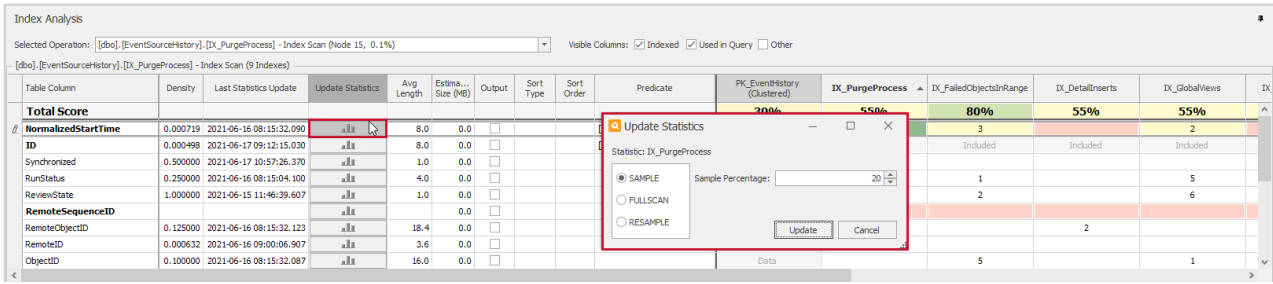 Index Analysis
Selected Operation: [dbo].[EventSourceHistory].[IX_PurgeProcess] - Index Scan (Node 15, 0.1%) Visible Columns: Indexed Used in Query Other
[dbo].[EventSourceHistory].[IX_PurgeProcess] - Index Scan (9 Indexes)
Table Column Density Last Statistics Update Update Statistics Avg Length Estima... Size (MB) Output Sort Type Sort Order Predicate PK_EventHistory (Clustered) IX_PurgeProcess IX_FailedObjectsInRange IX_DetailInserts IX_GlobalViews IX
Total Score 20% 55% 80% 55% 55%
NormalizedStartTime 0.000719 2021-06-16 08:15:32.090 8.0 0.0 3 2
ID 0.000498 2021-06-17 09:12:15.030 8.0 0.0 Included Included Included
Synchronized 0.500000 2021-06-17 10:57:26.370 1.0 0.0
RunStatus 0.250000 2021-06-16 08:15:04.100 4.0 0.0 1 5
ReviewState 1.000000 2021-06-15 11:46:39.607 1.0 0.0 2 6
RemoteSequenceID 0.0
RemoteObjectID 0.125000 2021-06-16 08:15:32.123 18.4 0.0 2
RemoteID 0.000632 2021-06-16 09:00:06.907 3.6 0.0
ObjectID 0.100000 2021-06-16 08:15:32.087 16.0 0.0 Data 5 1
Update Statistics
Statistic: IX_PurgeProcess
SAMPLE Sample Percentage: 20
FULLSCAN
RESAMPLE
Update Cancel